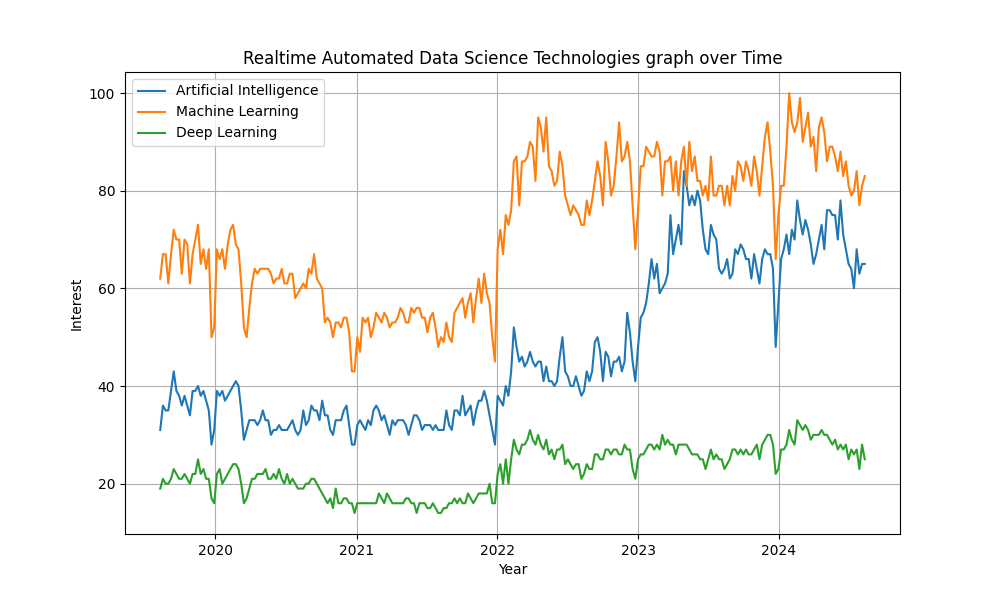 Realtime Automated Data Science Technologies graph over Time
Artificial Intelligence
Machine Learning
Deep Learning
100
80
60
40
20
Interest
2020 2021 2022 2023 2024
Year